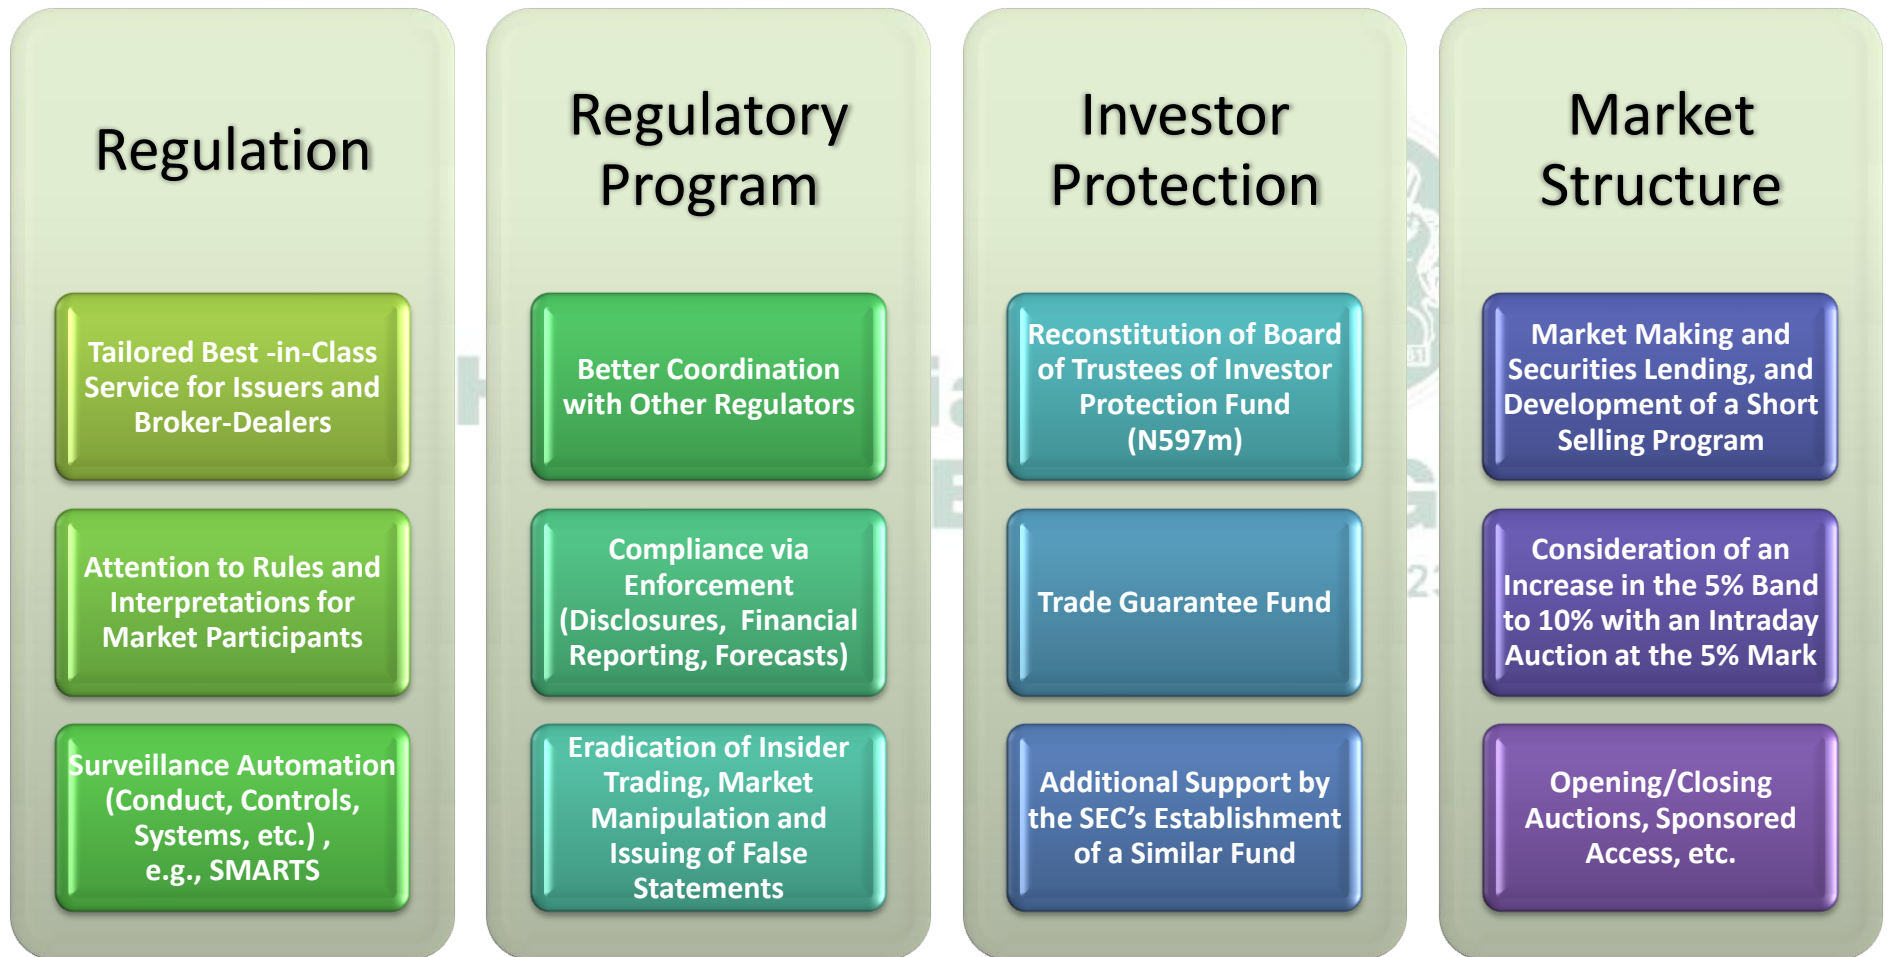 Regulation
Tailored Best -in-Class
Service for Issuers and
Broker-Dealers
Attention to Rules and
Interpretations for
Market Participants
Surveillance Automation
(Conduct, Controls,
Systems, etc.) ,
e.g., SMARTS
Regulatory
Program
Better Coordination
with Other Regulators
Compliance via
Enforcement
(Disclosures,  Financial
Reporting, Forecasts)
Eradication of Insider
Trading, Market
Manipulation and
Issuing of False
Statements
Investor
Protection
Reconstitution of Board
of Trustees of Investor
Protection Fund
(N597m)
Trade Guarantee Fund
Additional Support by
the SEC’s Establishment
of a Similar Fund
Market
Structure
Market Making and
Securities Lending, and
Development of a Short
Selling Program
Consideration of an
Increase in the 5% Band
to 10% with an Intraday
Auction at the 5% Mark
Opening/Closing
Auctions, Sponsored
Access, etc.